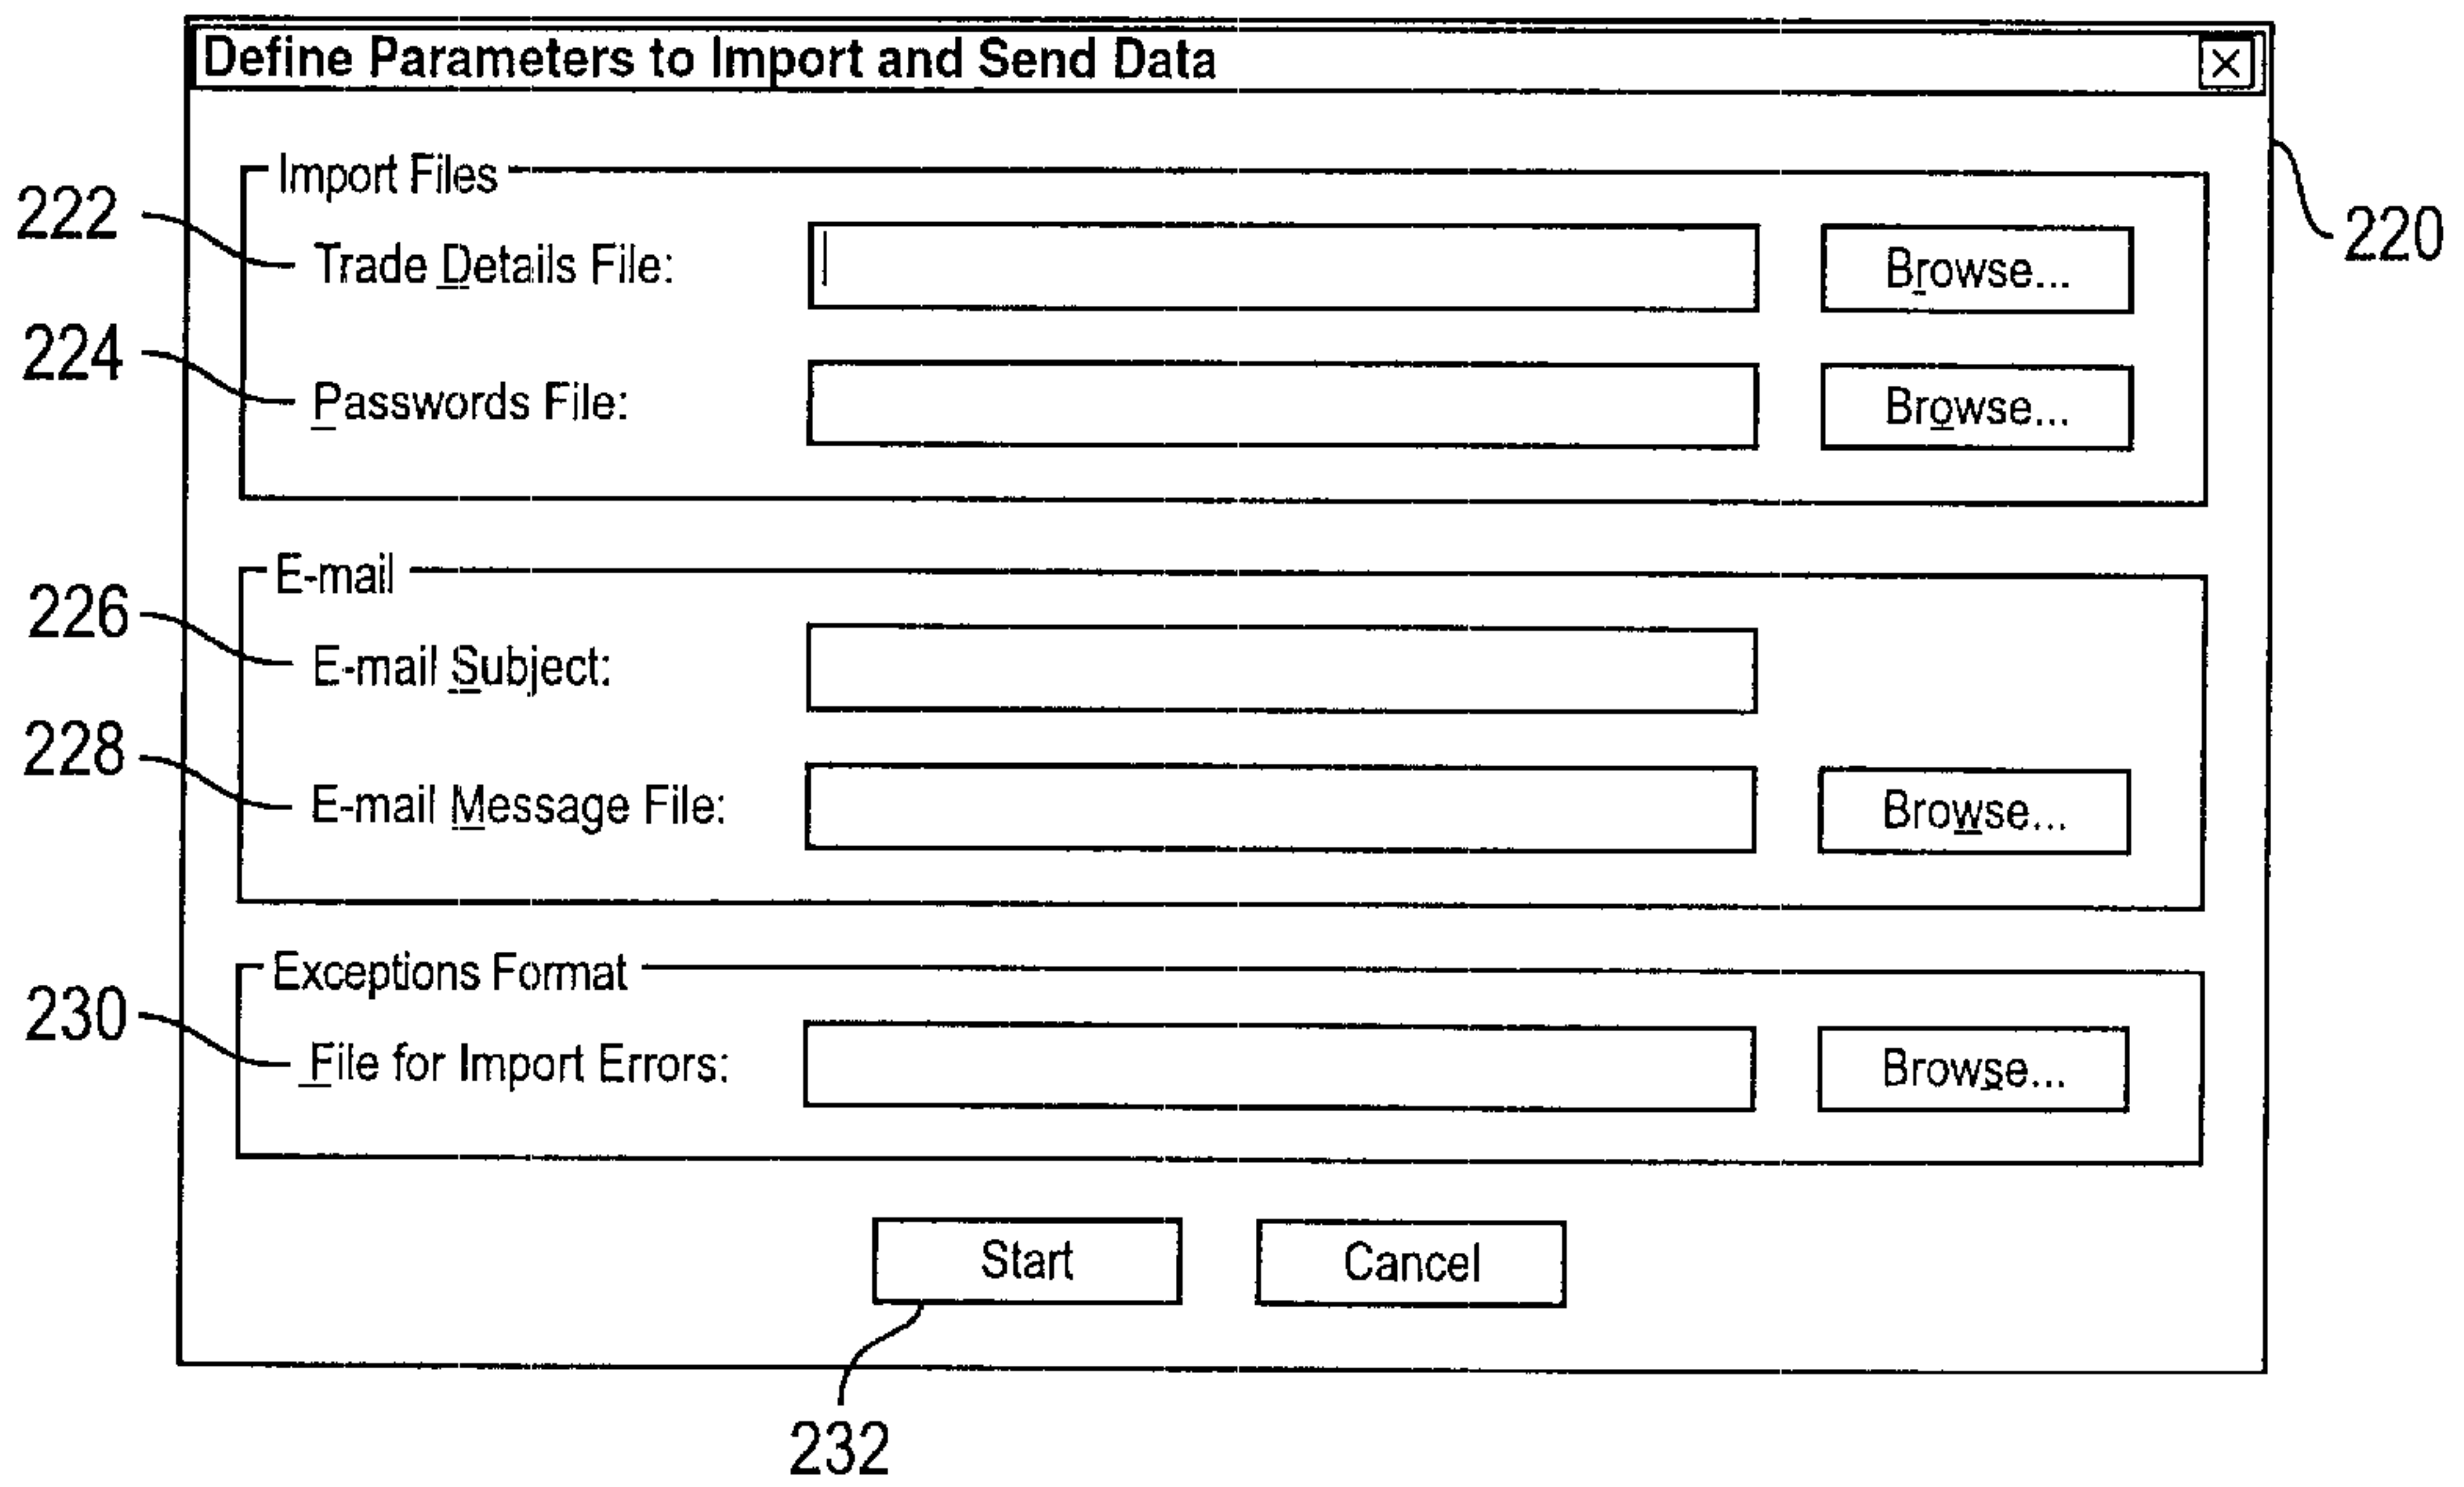 Define Parameters to Import and Send Data
Import Files
222
220
Trade Details File:
Browse...
224
Passwords File:
Browse...
E-mail
226
E-mail Subject:
228
E-mail Message File:
Browse...
Exceptions Format
230
File for Import Errors:
Browse...
Start
Cancel
232